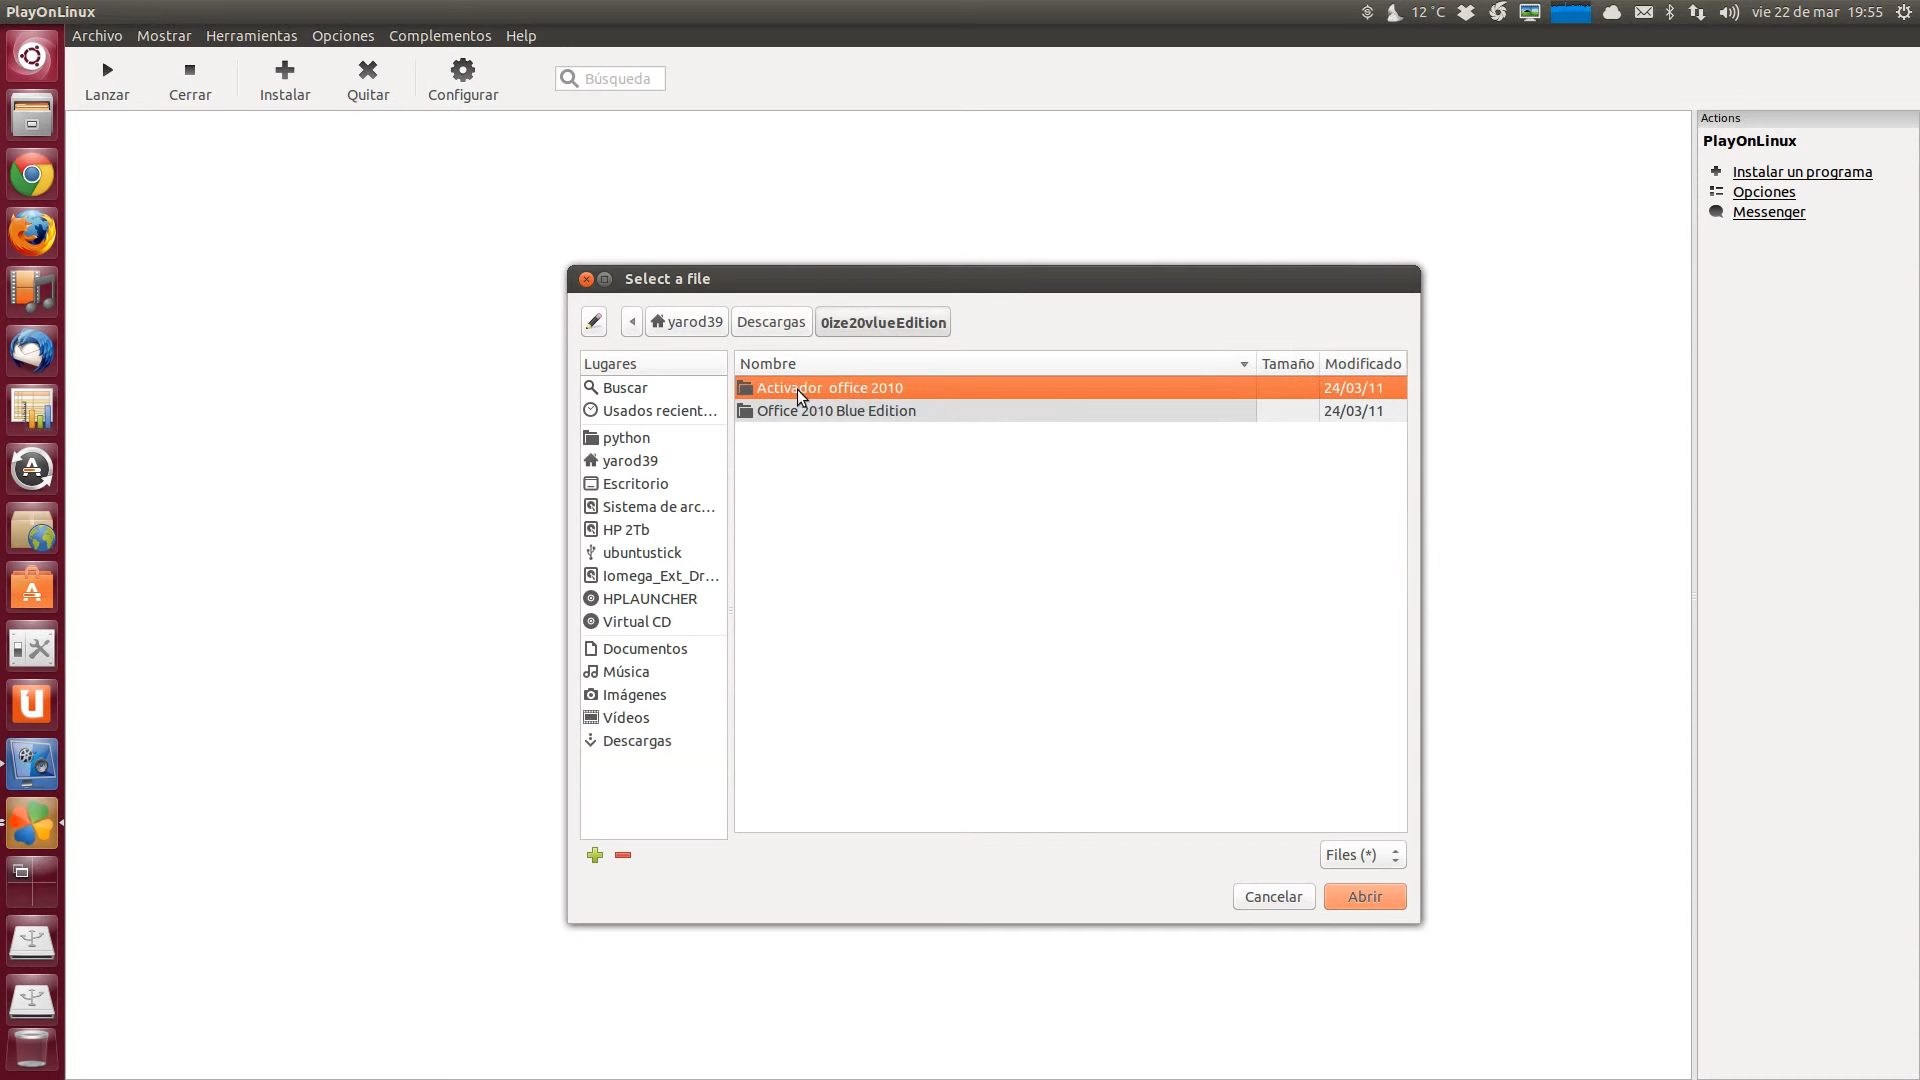 PlayOnLinux
12 °C
vie 22 de mar 19:55
Archivo Mostrar Herramientas Opciones Complementos Help
Lanzar Cerrar Instalar Quitar Configurar
Búsqueda
Actions
PlayOnLinux
Instalar un programa
Opciones
Messenger
Select a file
yarod39 Descargas 0ize20vlueEdition
Lugares
Buscar
Usados recient...
python
yarod39
Escritorio
Sistema de arc...
HP 2Tb
ubuntustick
Iomega_Ext_Dr...
HPLAUNCHER
Virtual CD
Documentos
Música
Imágenes
Vídeos
Descargas
Nombre Tamaño Modificado
Activador office 2010 24/03/11
Office 2010 Blue Edition 24/03/11
Files (*)
Cancelar Abrir